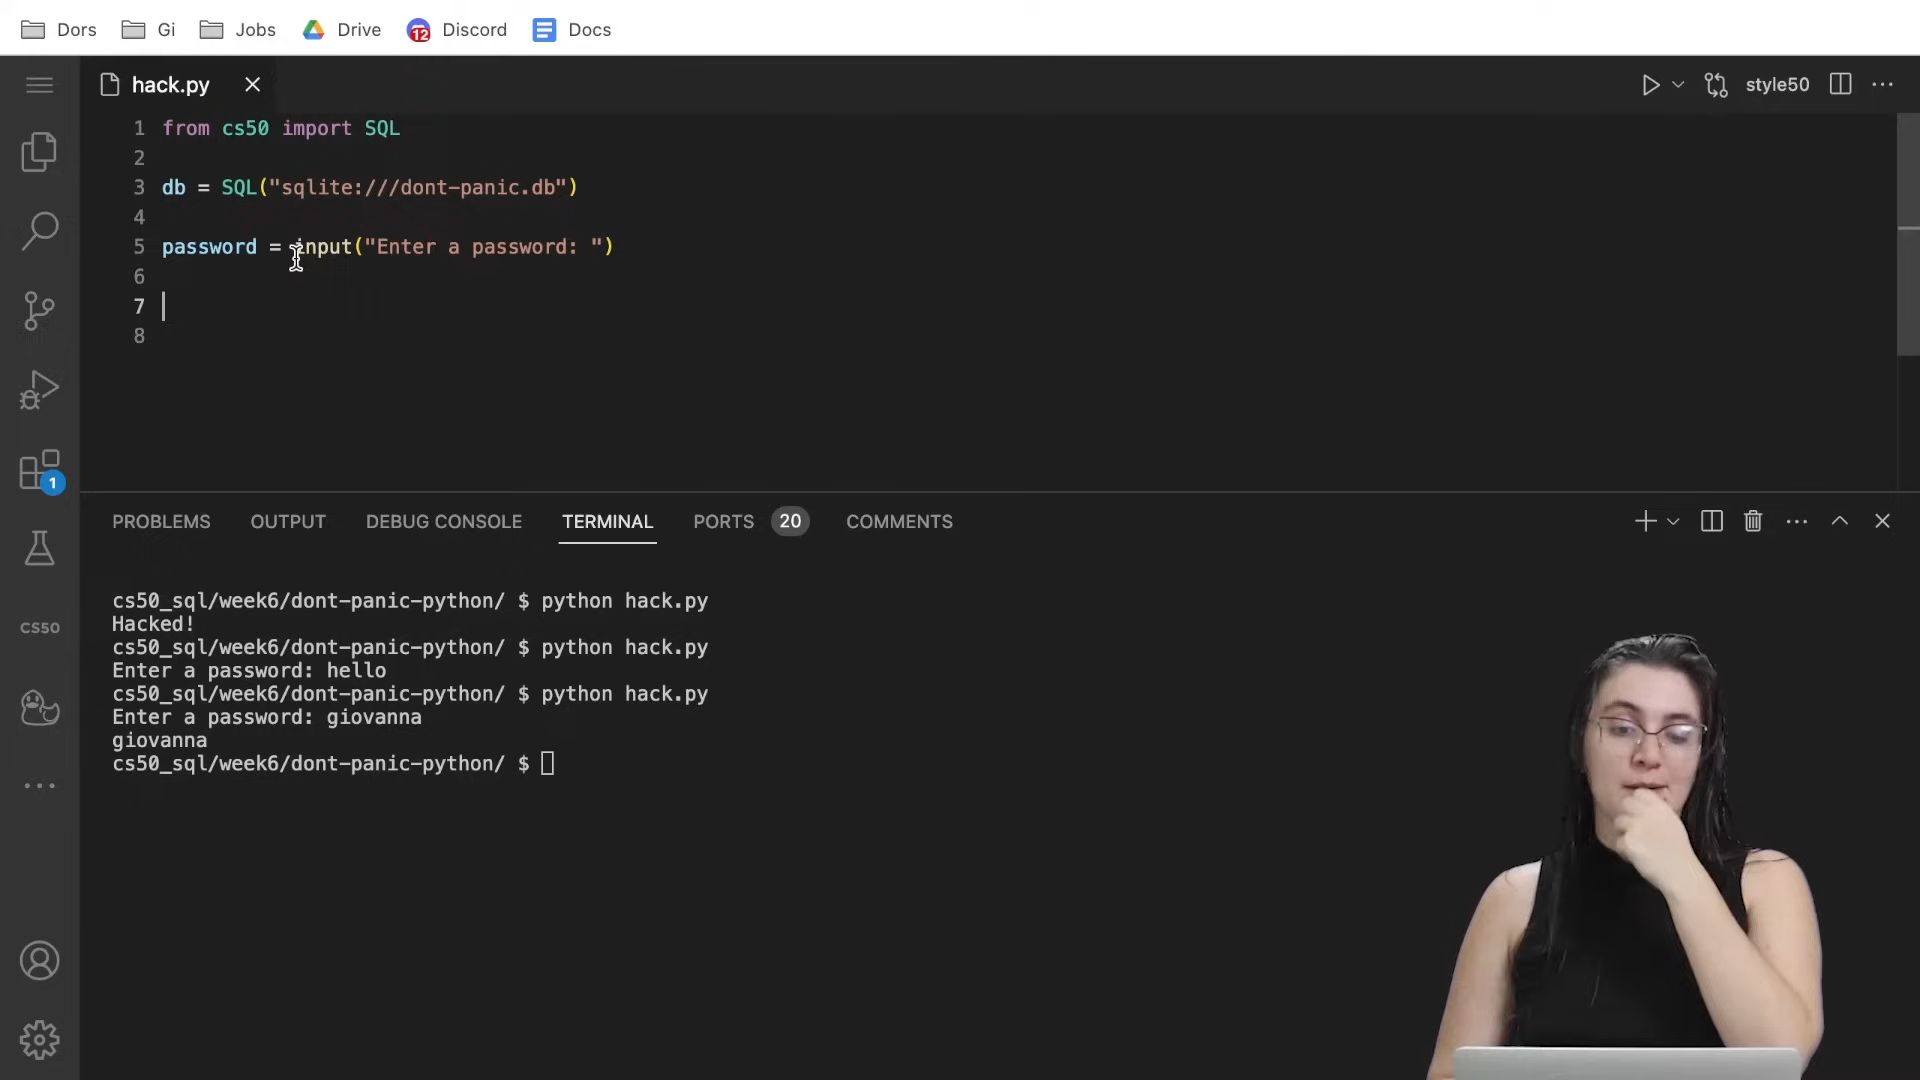 Dors Gi Jobs Drive 12 Discord Docs
hack.py style50
1 from cs50 import SQL
2
3 db = SQL("sqlite:///dont-panic.db")
4
5 password = input("Enter a password: ")
6
7
8
1
CS50
PROBLEMS OUTPUT DEBUG CONSOLE TERMINAL PORTS 20 COMMENTS
cs50_sql/week6/dont-panic-python/ $ python hack.py
Hacked!
cs50_sql/week6/dont-panic-python/ $ python hack.py
Enter a password: hello
cs50_sql/week6/dont-panic-python/ $ python hack.py
Enter a password: giovanna
giovanna
cs50_sql/week6/dont-panic-python/ $